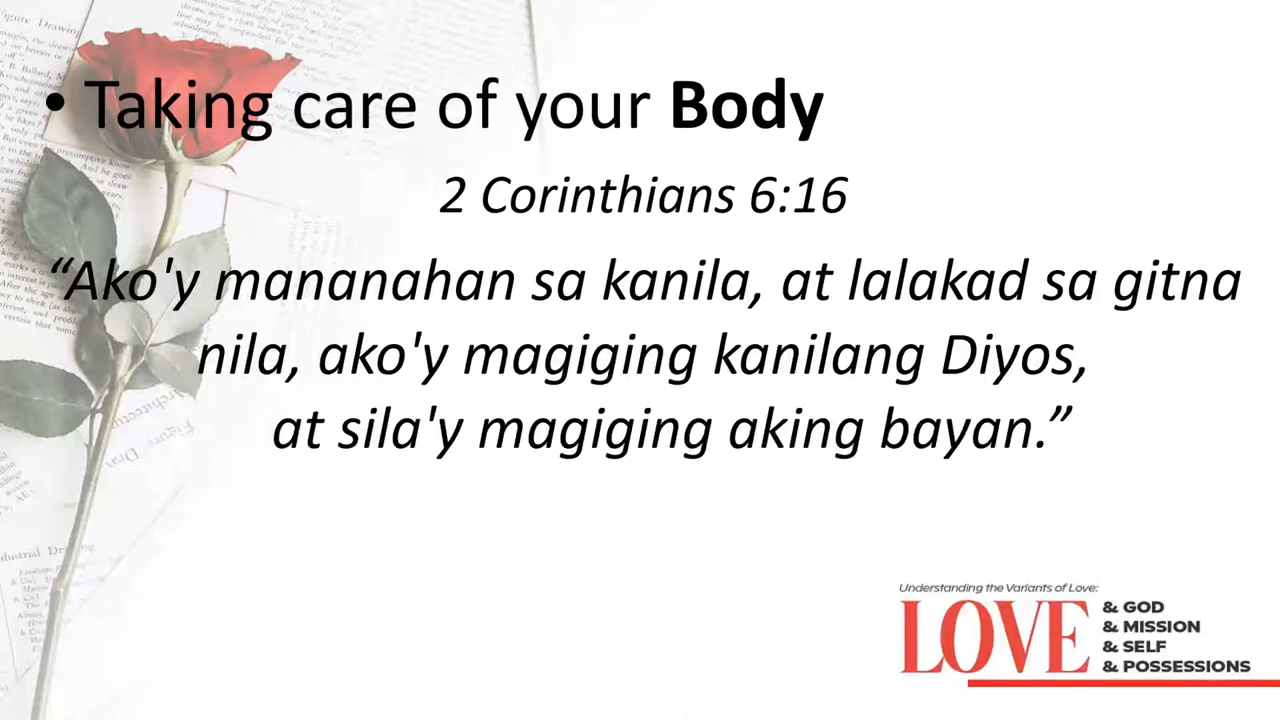 • Taking care of your Body
2 Corinthians 6:16
“Ako'y mananahan sa kanila, at lalakad sa gitna
nila, ako'y magiging kanilang Diyos,
at sila'y magiging aking bayan.”
Understanding the Variants of Love:
LOVE
& GOD
& MISSION
& SELF
& POSSESSIONS